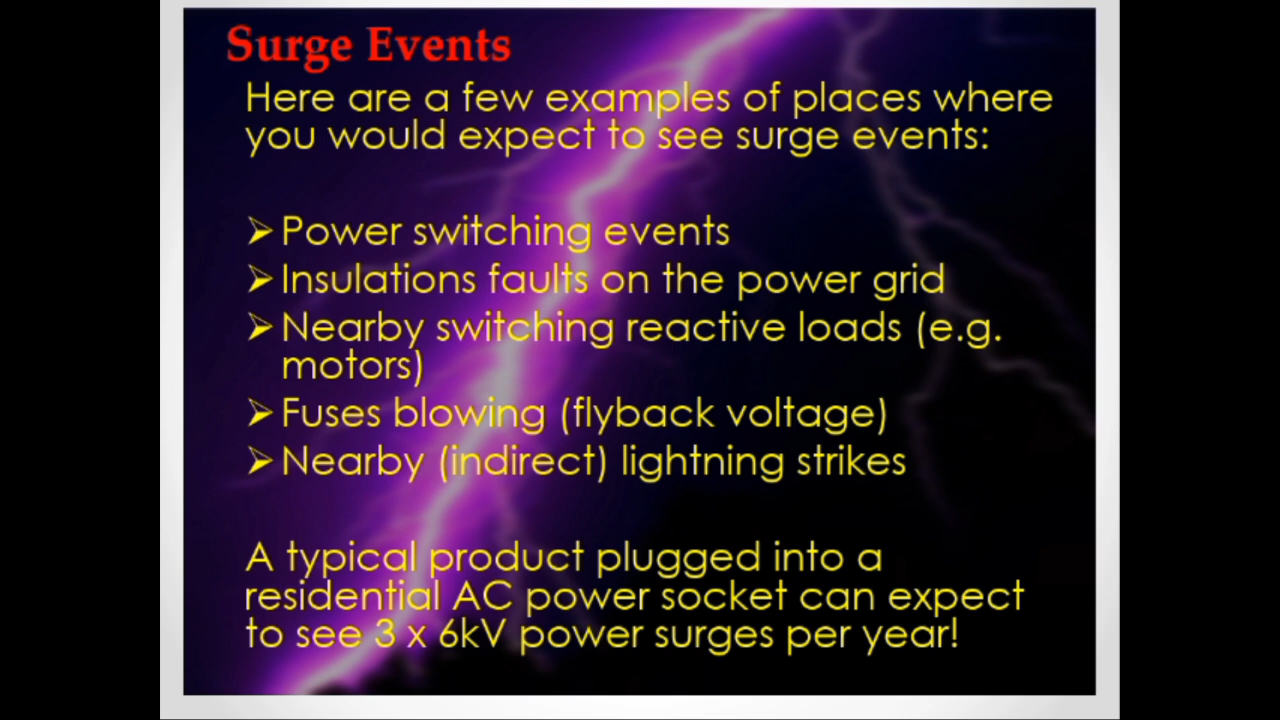 Surge Events
Here are a few examples of places where
you would expect to see surge events:
➢Power switching events
➢Insulations faults on the power grid
➢Nearby switching reactive loads (e.g.
motors)
➢Fuses blowing (flyback voltage)
➢Nearby (indirect) lightning strikes
A typical product plugged into a
residential AC power socket can expect
to see 3 x 6kV power surges per year!